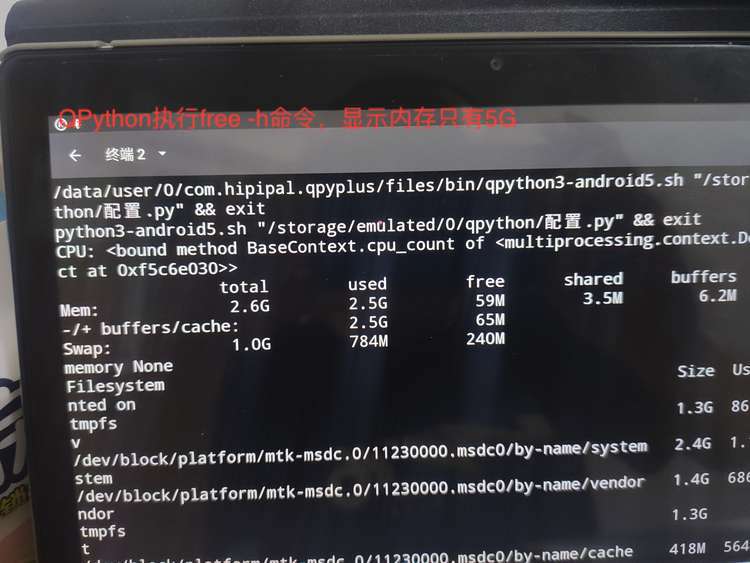 QPython执行free -h命令，显示内存只有5G
终端 2
/data/user/0/com.hipipal.qpyplus/files/bin/qpython3-android5.sh "/stor
thon/配置.py" && exit
python3-android5.sh "/storage/emulated/0/qpython/配置.py" && exit
CPU: <bound method BaseContext.cpu_count of <multiprocessing.context.De
ct at 0xf5c6e030>>
total used free shared buffers
Mem: 2.6G 2.5G 59M 3.5M 6.2M
-/+ buffers/cache: 2.5G 65M
Swap: 1.0G 784M 240M
memory None
Filesystem Size Us
nted on
tmpfs 1.3G 86
v
/dev/block/platform/mtk-msdc.0/11230000.msdc0/by-name/system 2.4G 1.
stem
/dev/block/platform/mtk-msdc.0/11230000.msdc0/by-name/vendor 1.4G 686
ndor
tmpfs 1.3G
t
/dev/block/platform/mtk-msdc.0/11230000.msdc0/by-name/cache 418M 564